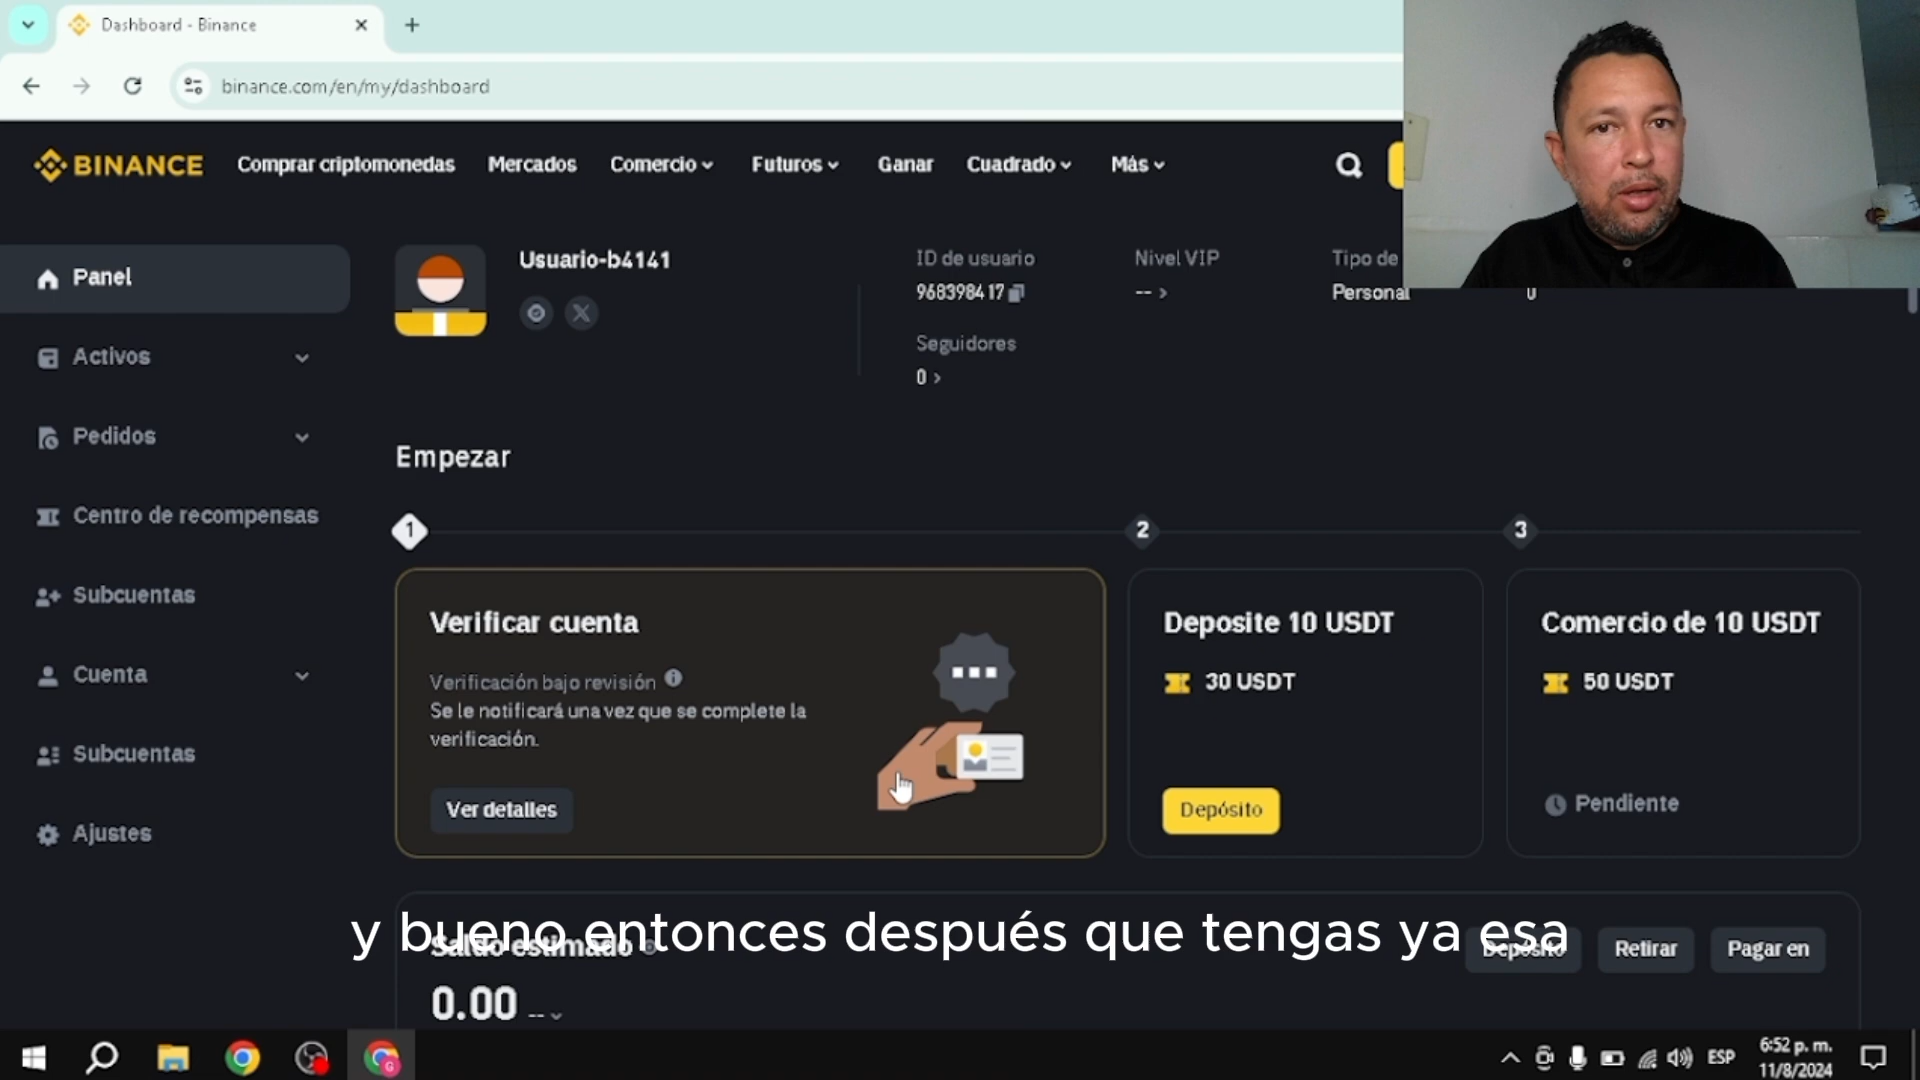 Dashboard - Binance
binance.com/en/my/dashboard
BINANCE
Comprar criptomonedas
Mercados
Comercio
Futuros
Ganar
Cuadrado
Más
Panel
Activos
Pedidos
Centro de recompensas
Subcuentas
Cuenta
Subcuentas
Ajustes
Usuario-b4141
ID de usuario
968398417
Nivel VIP
--
Tipo de
Personal
0
Seguidores
0
Empezar
1
2
3
Verificar cuenta
Verificación bajo revisión
Se le notificará una vez que se complete la
verificación.
Ver detalles
Deposite 10 USDT
30 USDT
Depósito
Comercio de 10 USDT
50 USDT
Pendiente
y bueno entonces después que tengas ya esa
Saldo estimado
Depósito
Retirar
Pagar en
0.00 --
ESP
6:52 p. m.
11/8/2024